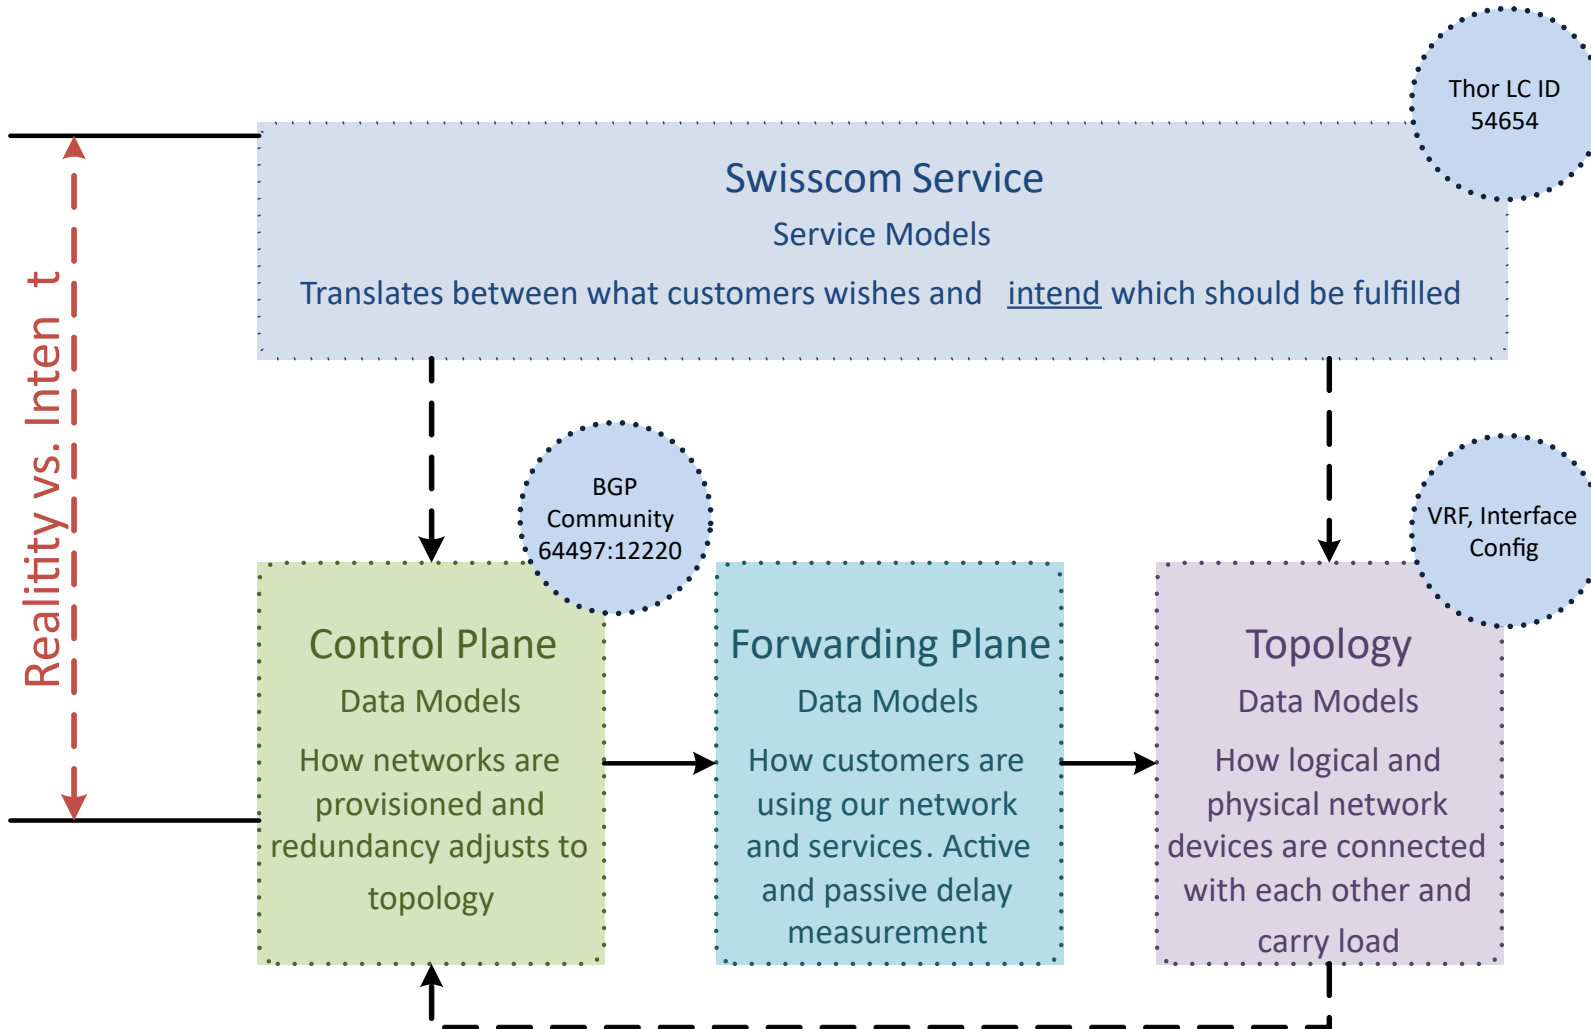 Thor LC ID
54654
Swisscom Service
Service Models
Translates between what customers wishes and intend which should be fulfilled
Realitity vs. Inten t
BGP
Community
64497:12220
VRF, Interface
Config
Control Plane
Data Models
How networks are
provisioned and
redundancy adjusts to
topology
Forwarding Plane
Data Models
How customers are
using our network
and services. Active
and passive delay
measurement
Topology
Data Models
How logical and
physical network
devices are connected
with each other and
carry load